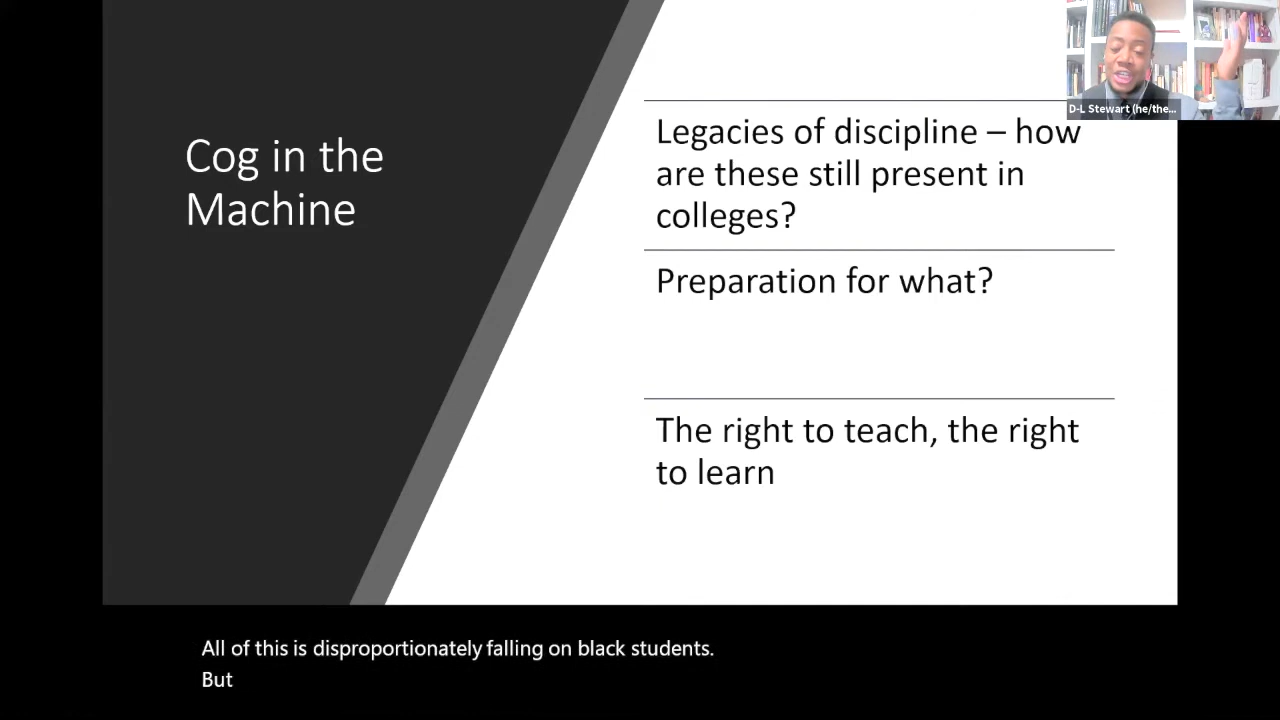 Cog in the
Machine
D-L Stewart (he/the...
Legacies of discipline – how
are these still present in
colleges?
Preparation for what?
The right to teach, the right
to learn
All of this is disproportionately falling on black students.
But